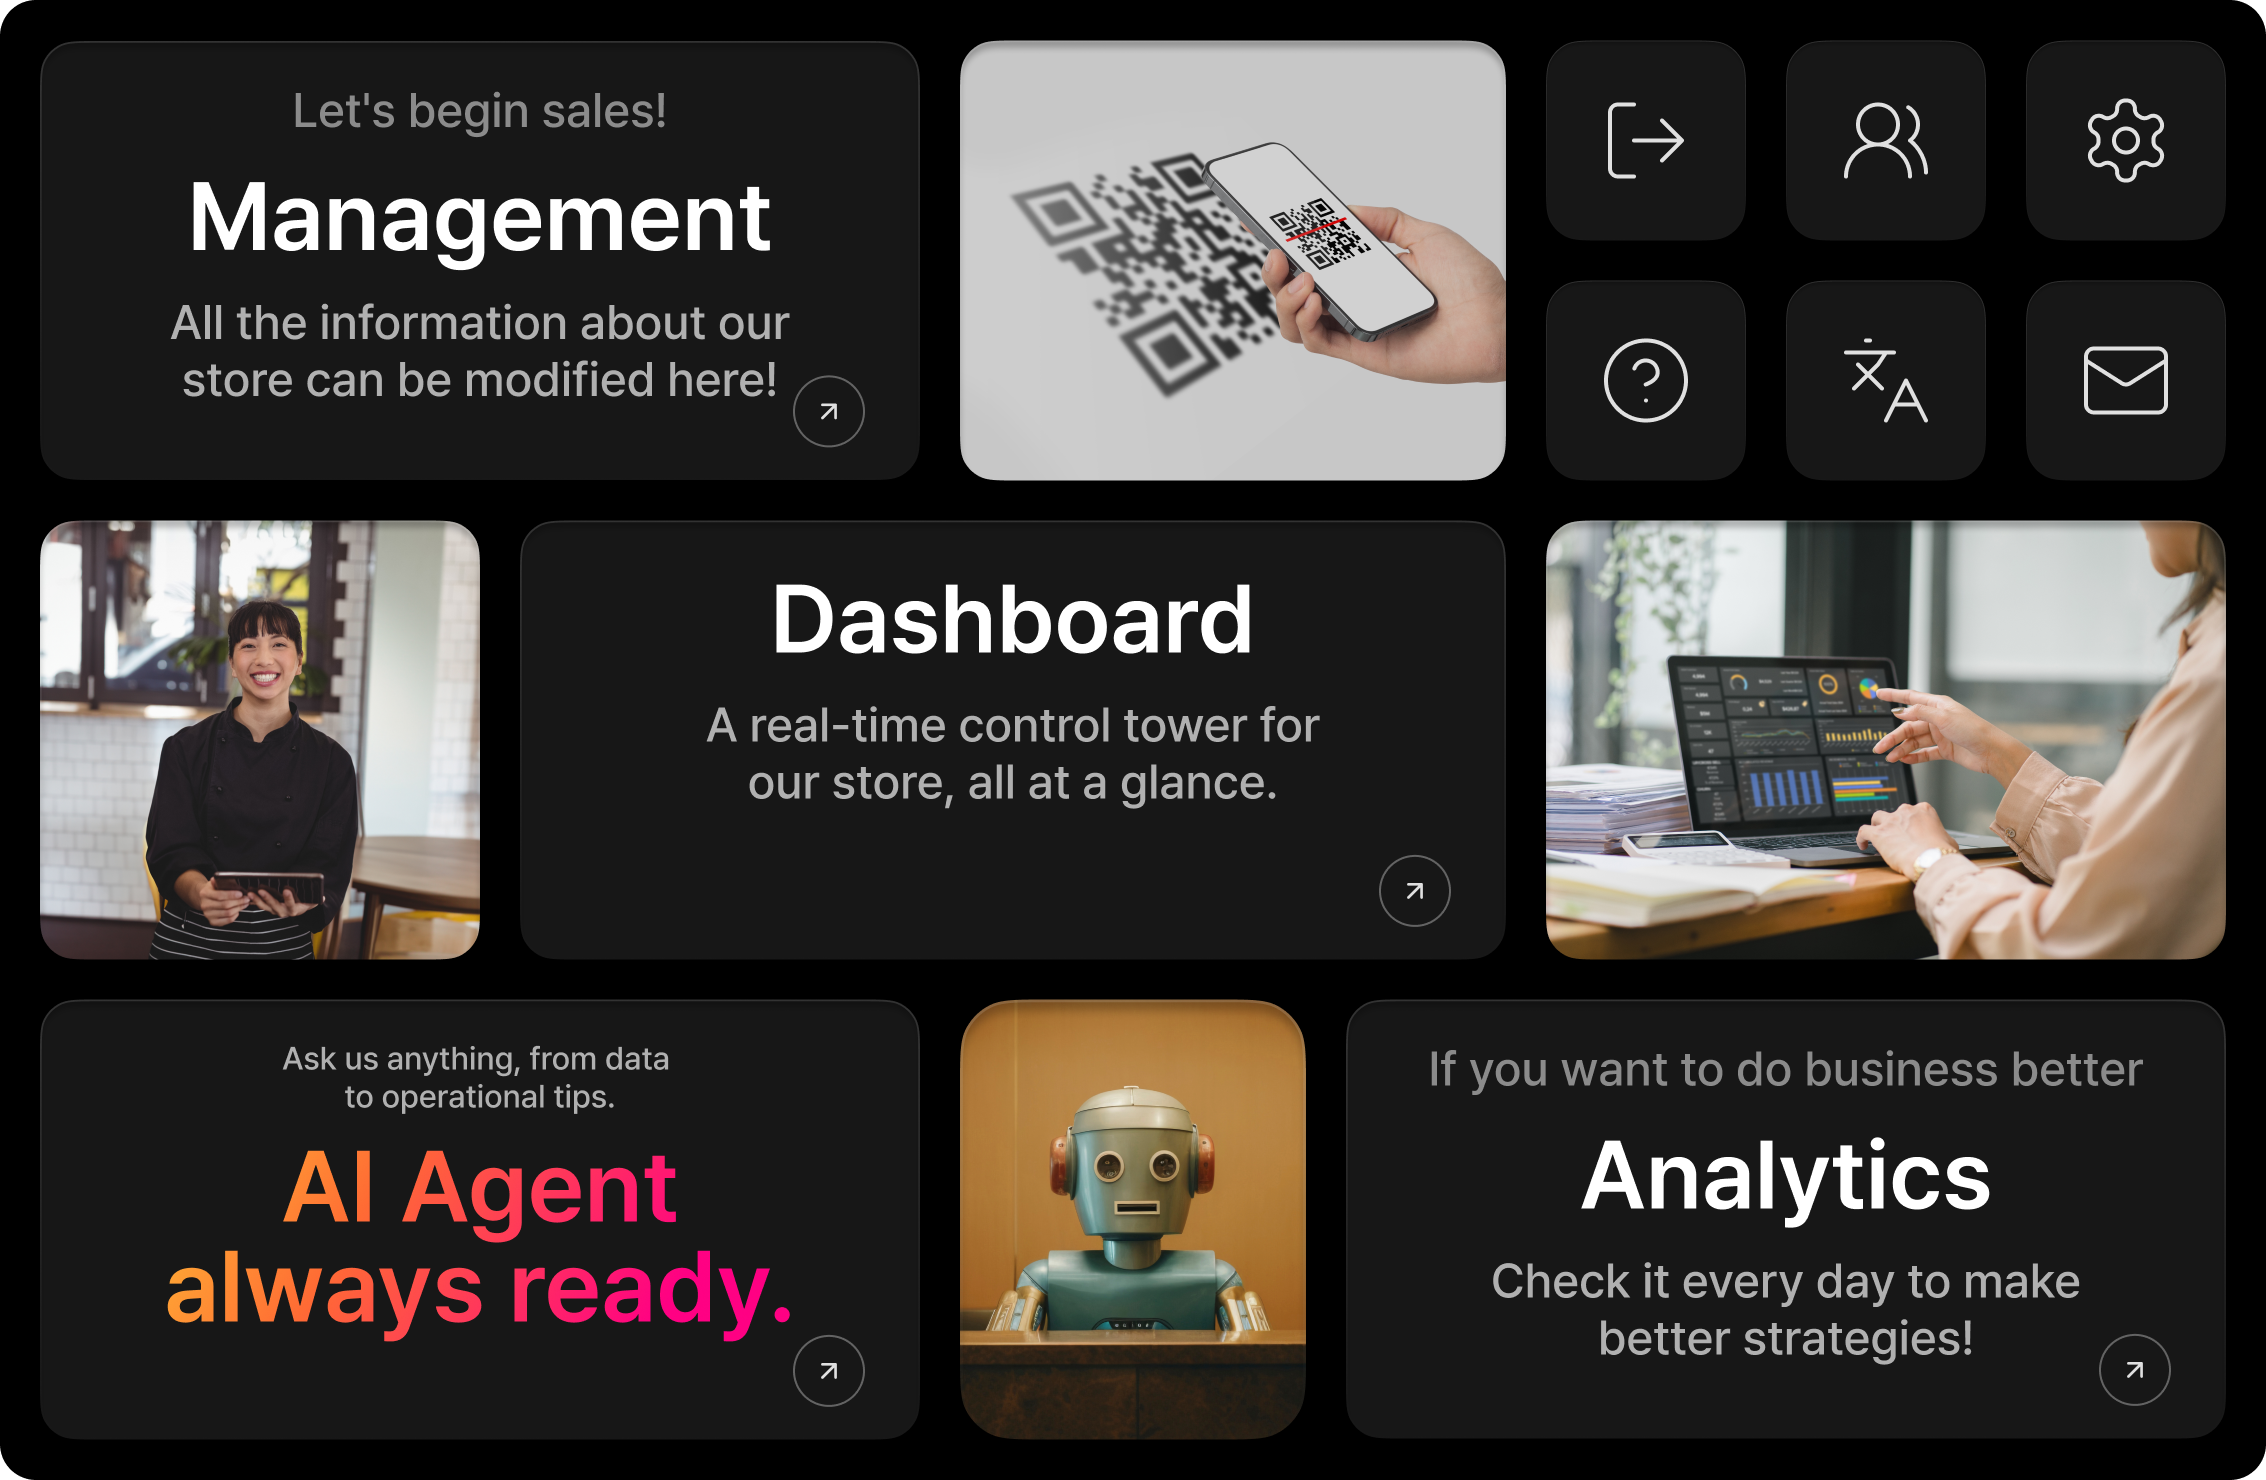 Let's begin sales!
Management
All the information about our
store can be modified here!
Dashboard
A real-time control tower for
our store, all at a glance.
Ask us anything, from data
to operational tips.
AI Agent
always ready.
If you want to do business better
Analytics
Check it every day to make
better strategies!